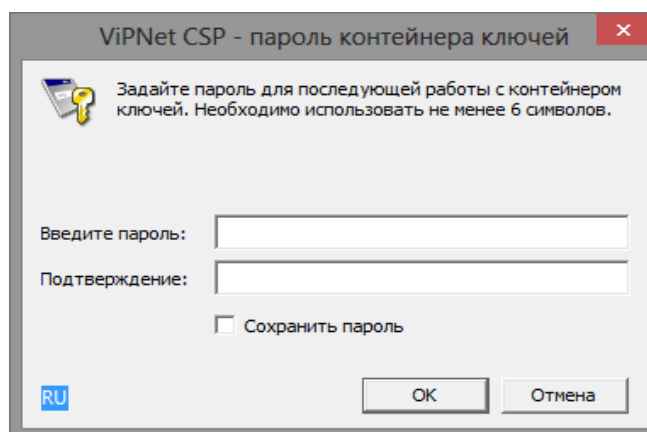 ViPNet CSP - пароль контейнера ключей
Задайте пароль для последующей работы с контейнером
ключей. Необходимо использовать не менее 6 символов.
Введите пароль:
Подтверждение:
Сохранить пароль
RU
OK
Отмена